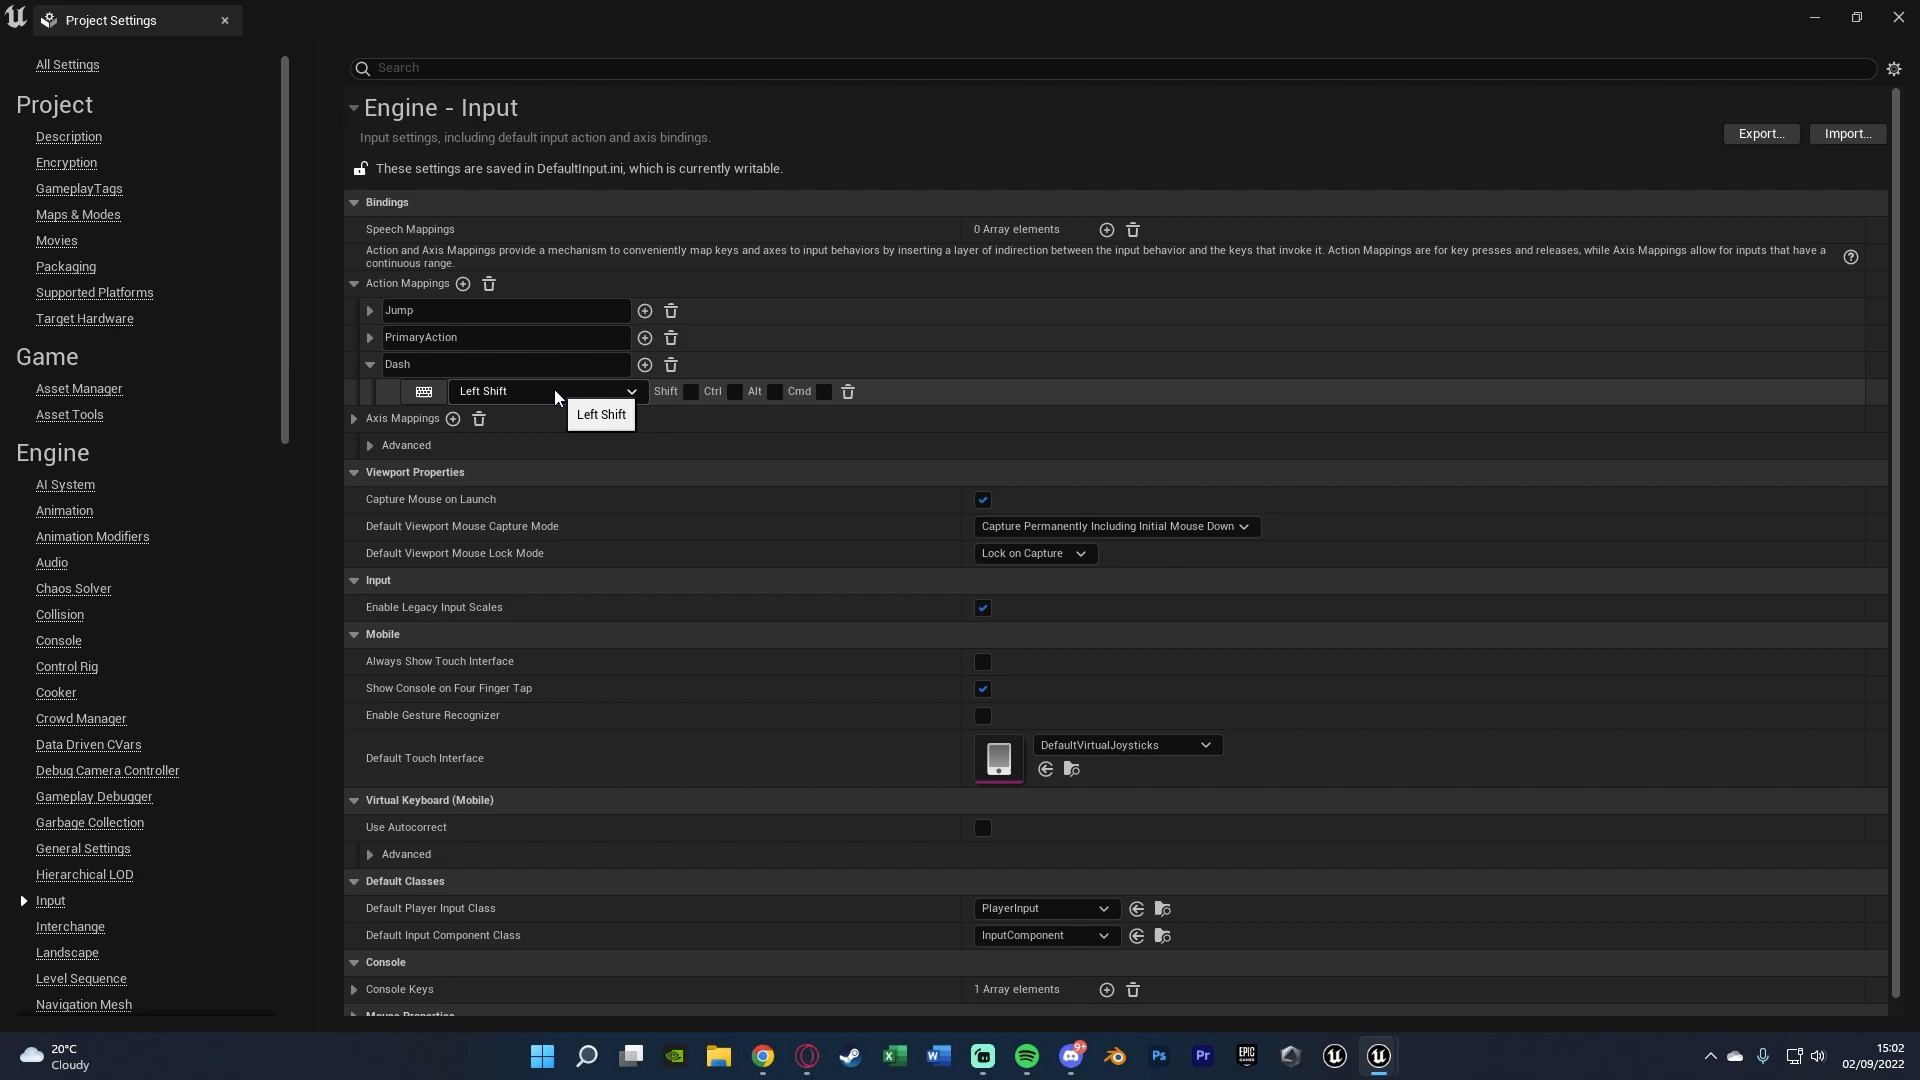 Project Settings
All Settings
Project
Description
Encryption
GameplayTags
Maps & Modes
Movies
Packaging
Supported Platforms
Target Hardware
Game
Asset Manager
Asset Tools
Engine
AI System
Animation
Animation Modifiers
Audio
Chaos Solver
Collision
Console
Control Rig
Cooker
Crowd Manager
Data Driven CVars
Debug Camera Controller
Gameplay Debugger
Garbage Collection
General Settings
Hierarchical LOD
Input
Interchange
Landscape
Level Sequence
Navigation Mesh
Search
Engine - Input
Input settings, including default input action and axis bindings.
Export... Import...
These settings are saved in DefaultInput.ini, which is currently writable.
Bindings
Speech Mappings 0 Array elements
Action and Axis Mappings provide a mechanism to conveniently map keys and axes to input behaviors by inserting a layer of indirection between the input behavior and the keys that invoke it. Action Mappings are for key presses and releases, while Axis Mappings allow for inputs that have a
continuous range.
Action Mappings
Jump
PrimaryAction
Dash
Left Shift Shift Ctrl Alt Cmd
Left Shift
Axis Mappings
Advanced
Viewport Properties
Capture Mouse on Launch
Default Viewport Mouse Capture Mode Capture Permanently Including Initial Mouse Down
Default Viewport Mouse Lock Mode Lock on Capture
Input
Enable Legacy Input Scales
Mobile
Always Show Touch Interface
Show Console on Four Finger Tap
Enable Gesture Recognizer
Default Touch Interface DefaultVirtualJoysticks
Virtual Keyboard (Mobile)
Use Autocorrect
Advanced
Default Classes
Default Player Input Class PlayerInput
Default Input Component Class InputComponent
Console
Console Keys 1 Array elements
Mouse Properties
20°C
Cloudy
9+
Ps
Pr
EPIC
GAMES
15:02
02/09/2022